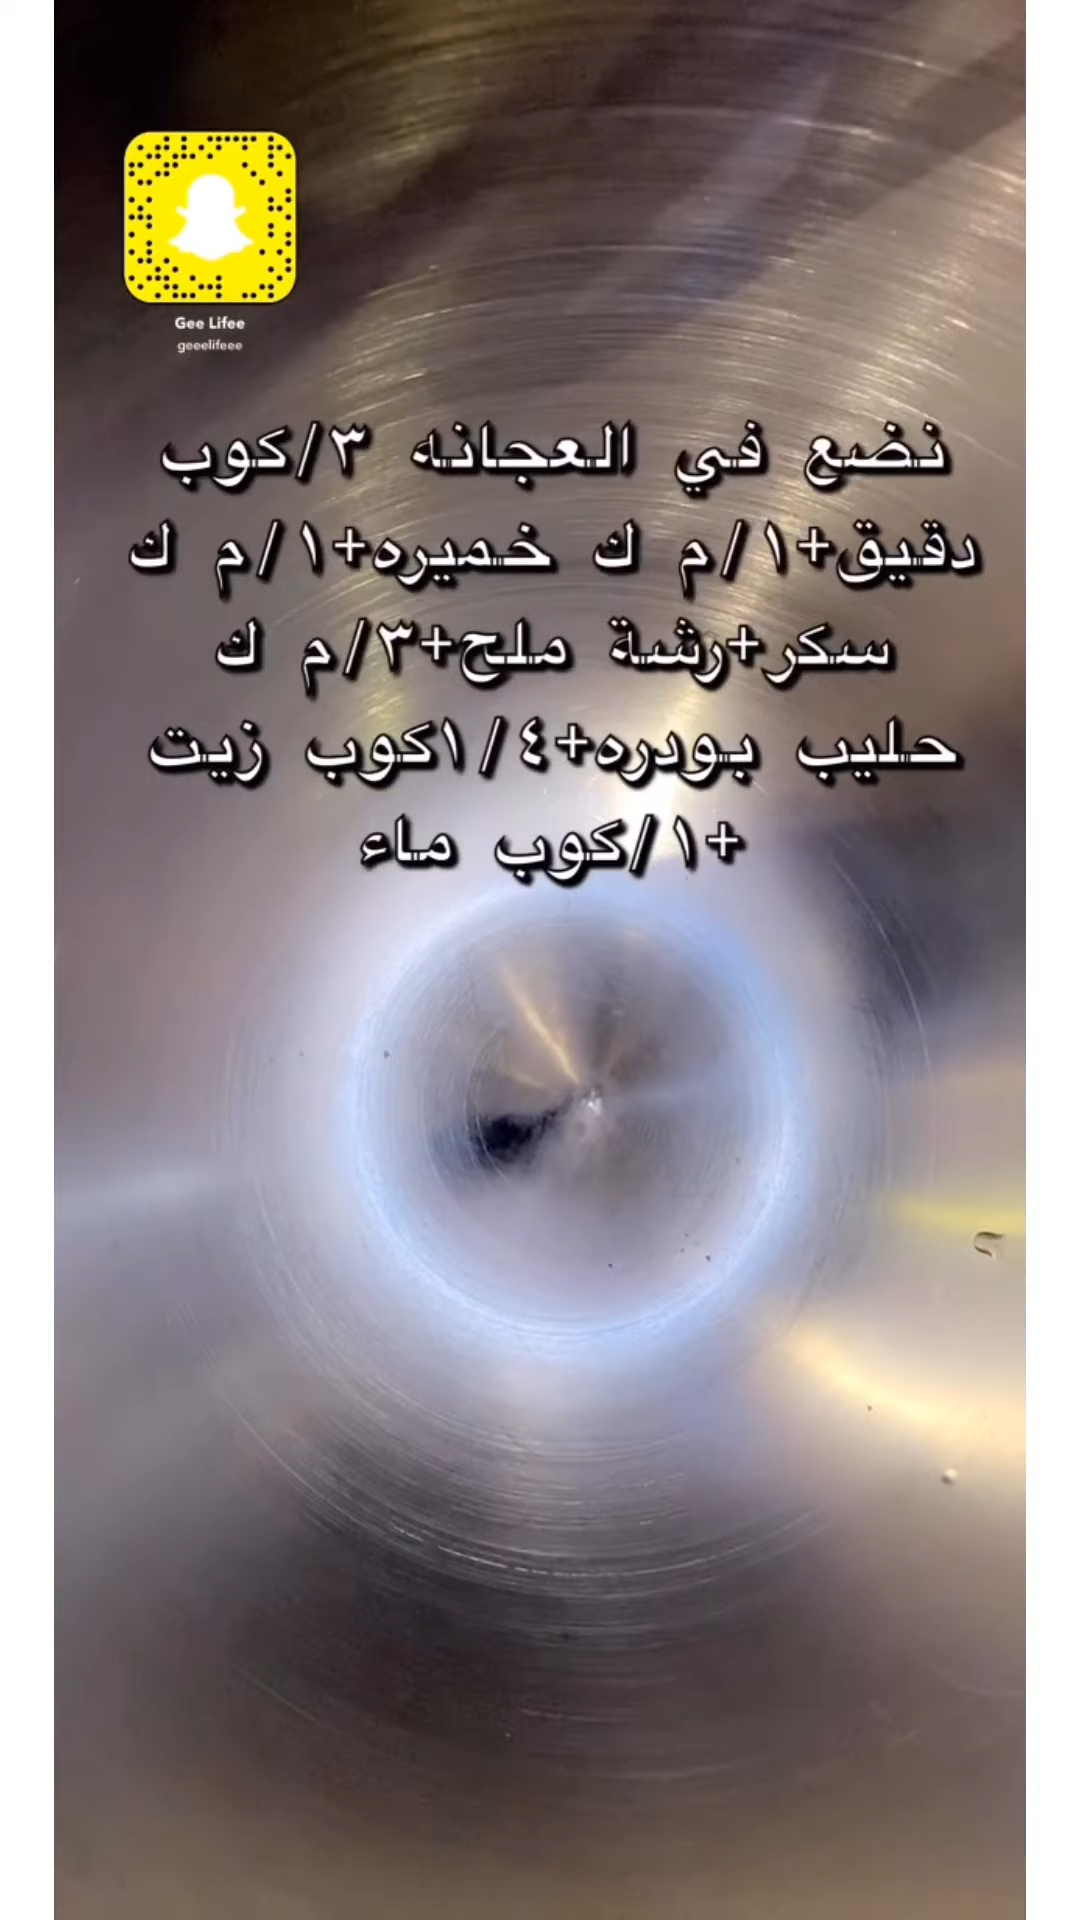 Gee Lifee
geeelifeee
نضع في العجانه ٣/كوب
دقيق+١/م ك خميره+١/م ك
سكر+رشة ملح+٣/م ك
حليب بودره+١/٤كوب زيت
+١/كوب ماء